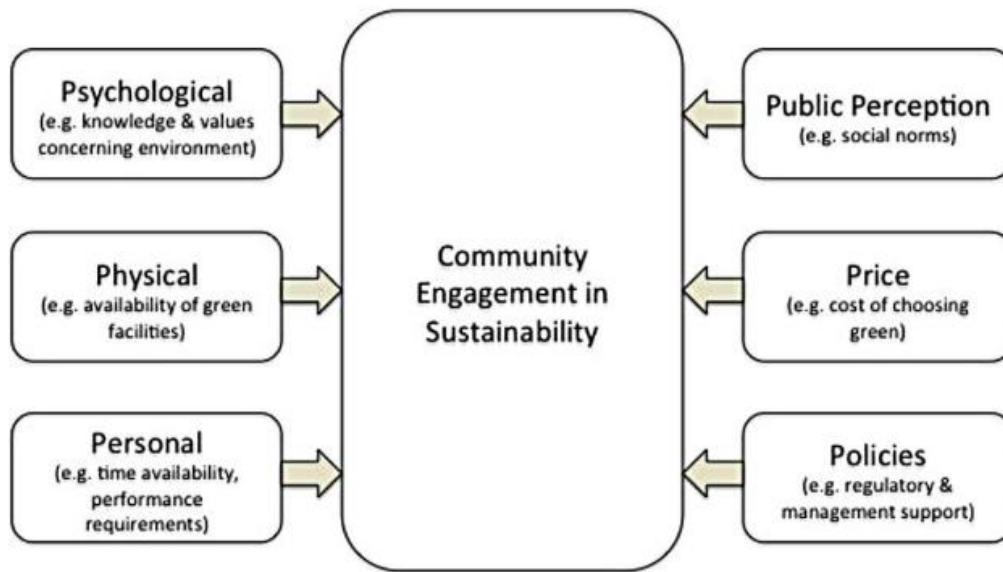 Psychological
(e.g. knowledge & values
concerning environment)
Physical
(e.g. availability of green
facilities)
Personal
(e.g. time availability,
performance
requirements)
Community
Engagement in
Sustainability
Public Perception
(e.g. social norms)
Price
(e.g. cost of choosing
green)
Policies
(e.g. regulatory &
management support)